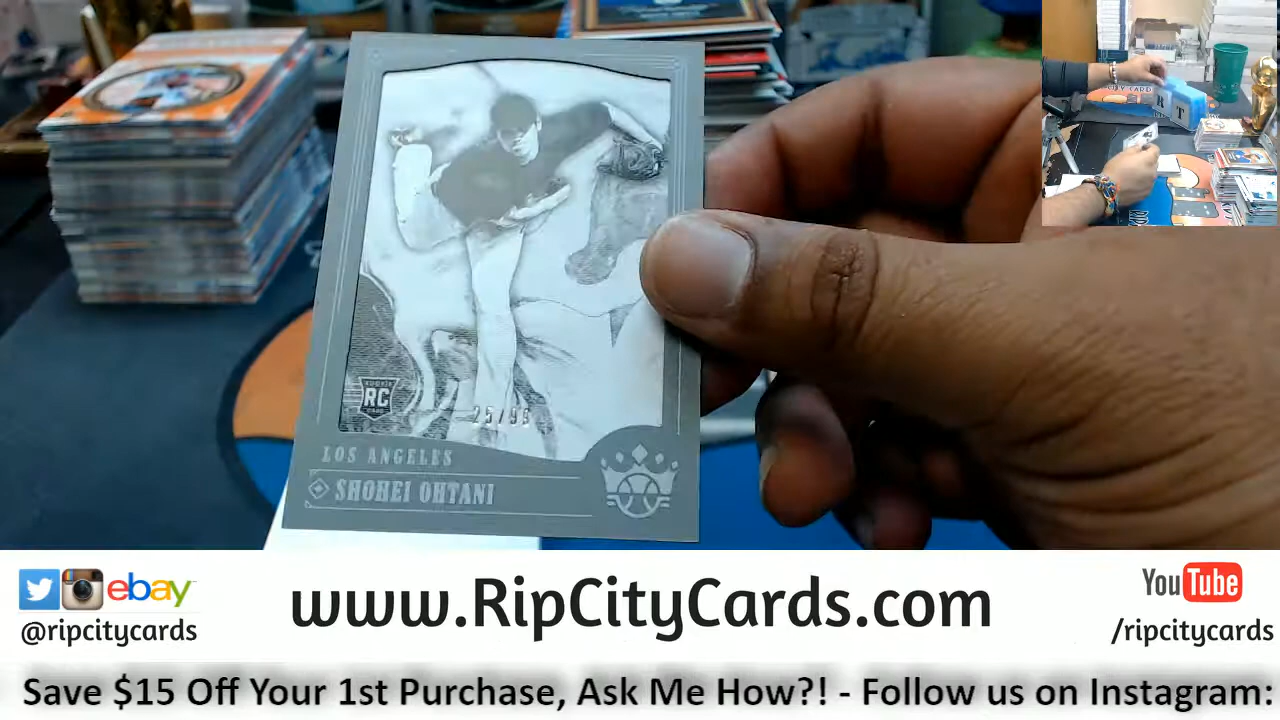 ROOKIE
RC
25/99
LOS ANGELES
SHOHEI OHTANI
R T
ebay
@ripcitycards
www.RipCityCards.com
YouTube
/ripcitycards
Save $15 Off Your 1st Purchase, Ask Me How?! - Follow us on Instagram: